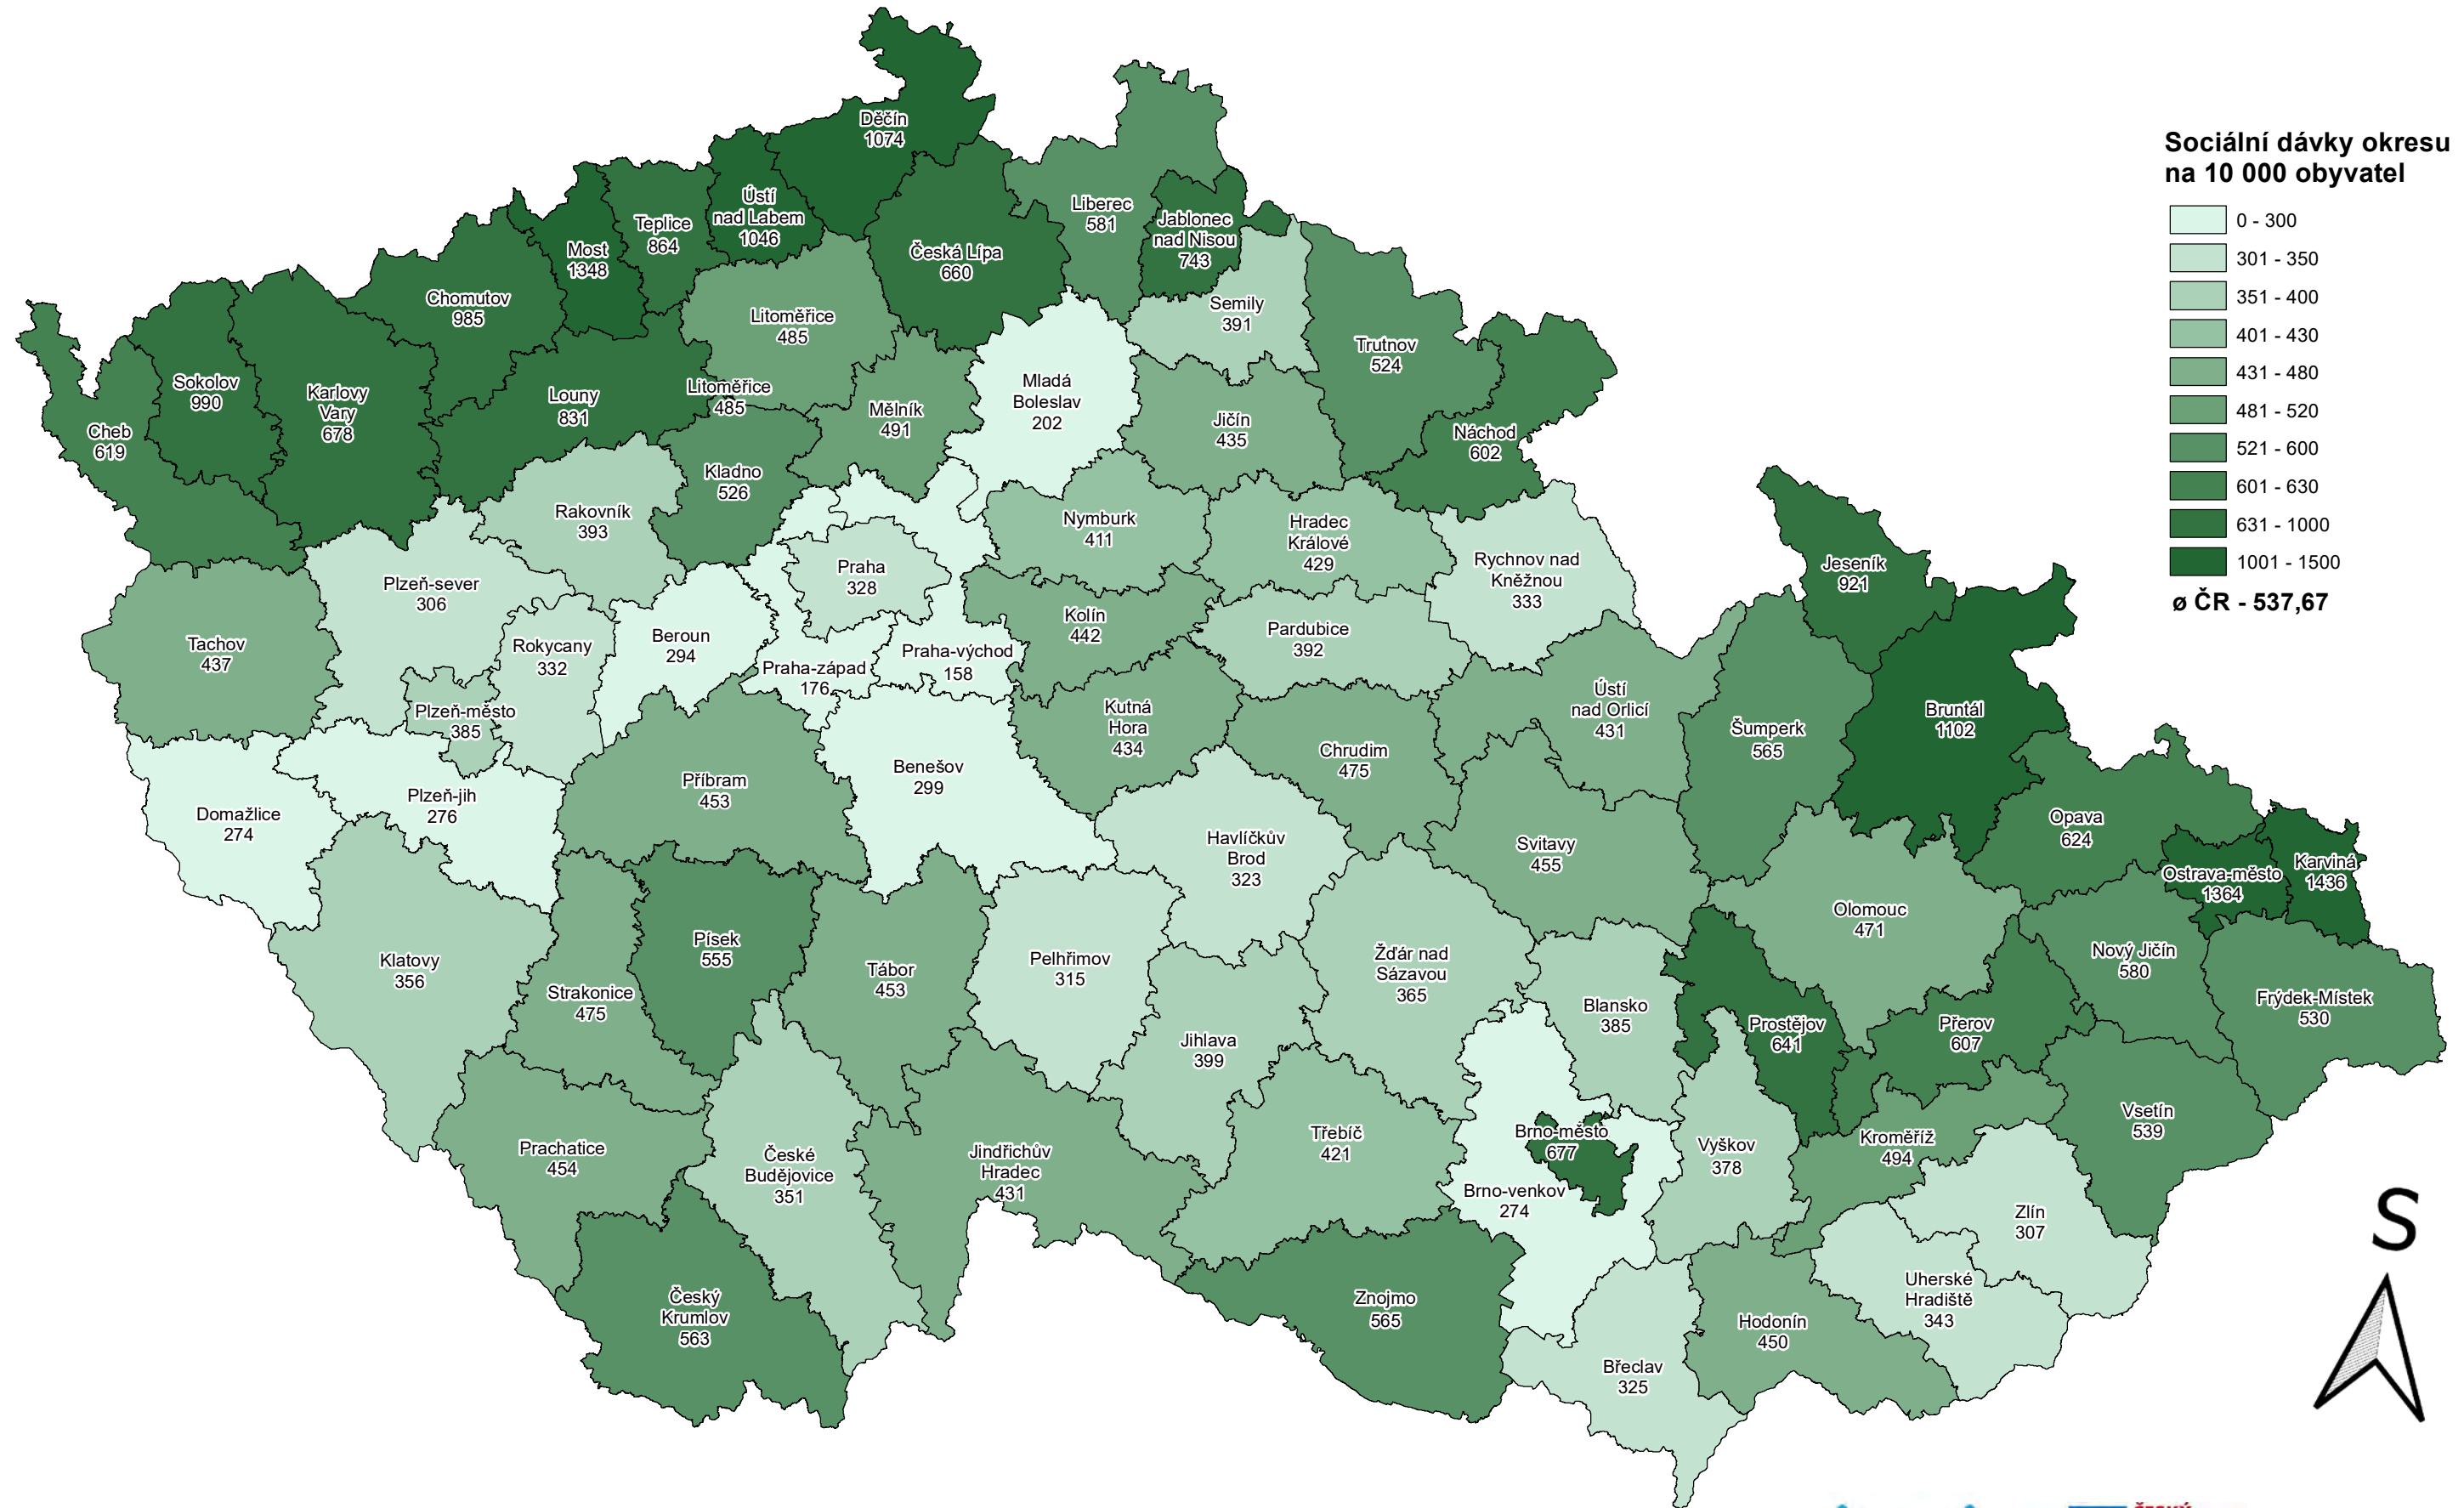 Děčín
1074
Ústí
nad Labem
1046
Teplice
864
Most
1348
Chomutov
985
Česká Lípa
660
Liberec
581
Jablonec
nad Nisou
743
Semily
391
Trutnov
524
Náchod
602
Litoměřice
485
Litoměřice
485
Louny
831
Karlovy
Vary
678
Sokolov
990
Cheb
619
Mělník
491
Mladá
Boleslav
202
Jičín
435
Kladno
526
Rakovník
393
Nymburk
411
Hradec
Králové
429
Rychnov nad
Kněžnou
333
Praha
328
Plzeň-sever
306
Tachov
437
Rokycany
332
Beroun
294
Praha-západ
176
Praha-východ
158
Kolín
442
Pardubice
392
Jeseník
921
Plzeň-město
385
Kutná
Hora
434
Chrudim
475
Ústí
nad Orlicí
431
Šumperk
565
Bruntál
1102
Příbram
453
Benešov
299
Plzeň-jih
276
Domažlice
274
Havlíčkův
Brod
323
Svitavy
455
Opava
624
Ostrava-město
1364
Karviná
1436
Olomouc
471
Klatovy
356
Strakonice
475
Písek
555
Tábor
453
Pelhřimov
315
Žďár nad
Sázavou
365
Blansko
385
Prostějov
641
Přerov
607
Nový Jičín
580
Frýdek-Místek
530
Jihlava
399
Vsetín
539
Kroměříž
494
Vyškov
378
Brno-město
677
Brno-venkov
274
Třebíč
421
Jindřichův
Hradec
431
České
Budějovice
351
Prachatice
454
Český
Krumlov
563
Znojmo
565
Břeclav
325
Hodonín
450
Uherské
Hradiště
343
Zlín
307
Sociální dávky okresu
na 10 000 obyvatel
0 - 300
301 - 350
351 - 400
401 - 430
431 - 480
481 - 520
521 - 600
601 - 630
631 - 1000
1001 - 1500
ø ČR - 537,67
S